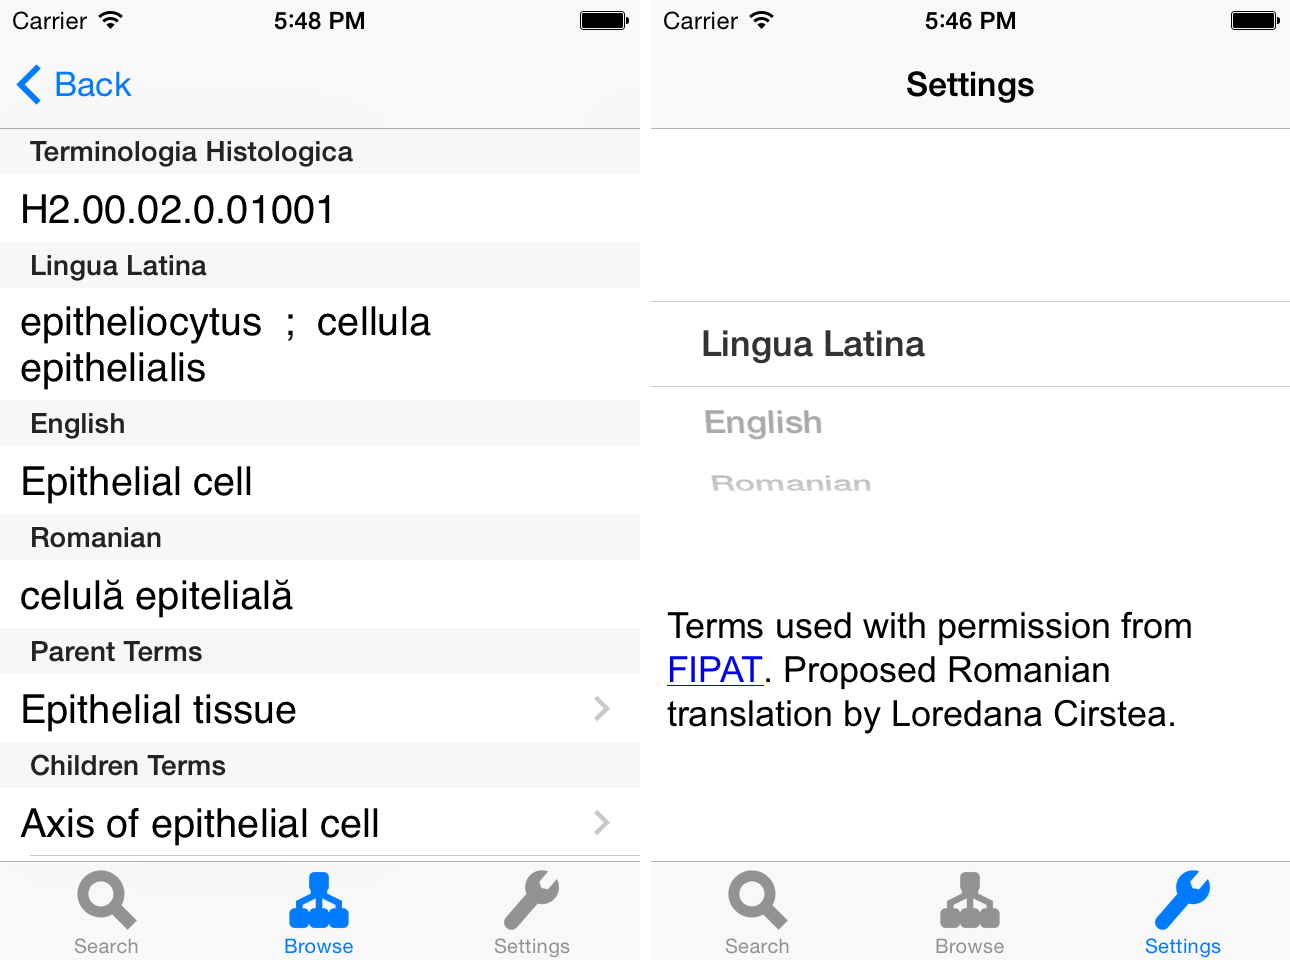 Carrier 5:48 PM
Back
Terminologia Histologica
H2.00.02.0.01001
Lingua Latina
epitheliocytus ; cellula
epithelialis
English
Epithelial cell
Romanian
celulă epitelială
Parent Terms
Epithelial tissue
Children Terms
Axis of epithelial cell
Search Browse Settings
Carrier 5:46 PM
Settings
Lingua Latina
English
Romanian
Terms used with permission from
FIPAT. Proposed Romanian
translation by Loredana Cirstea.
Search Browse Settings